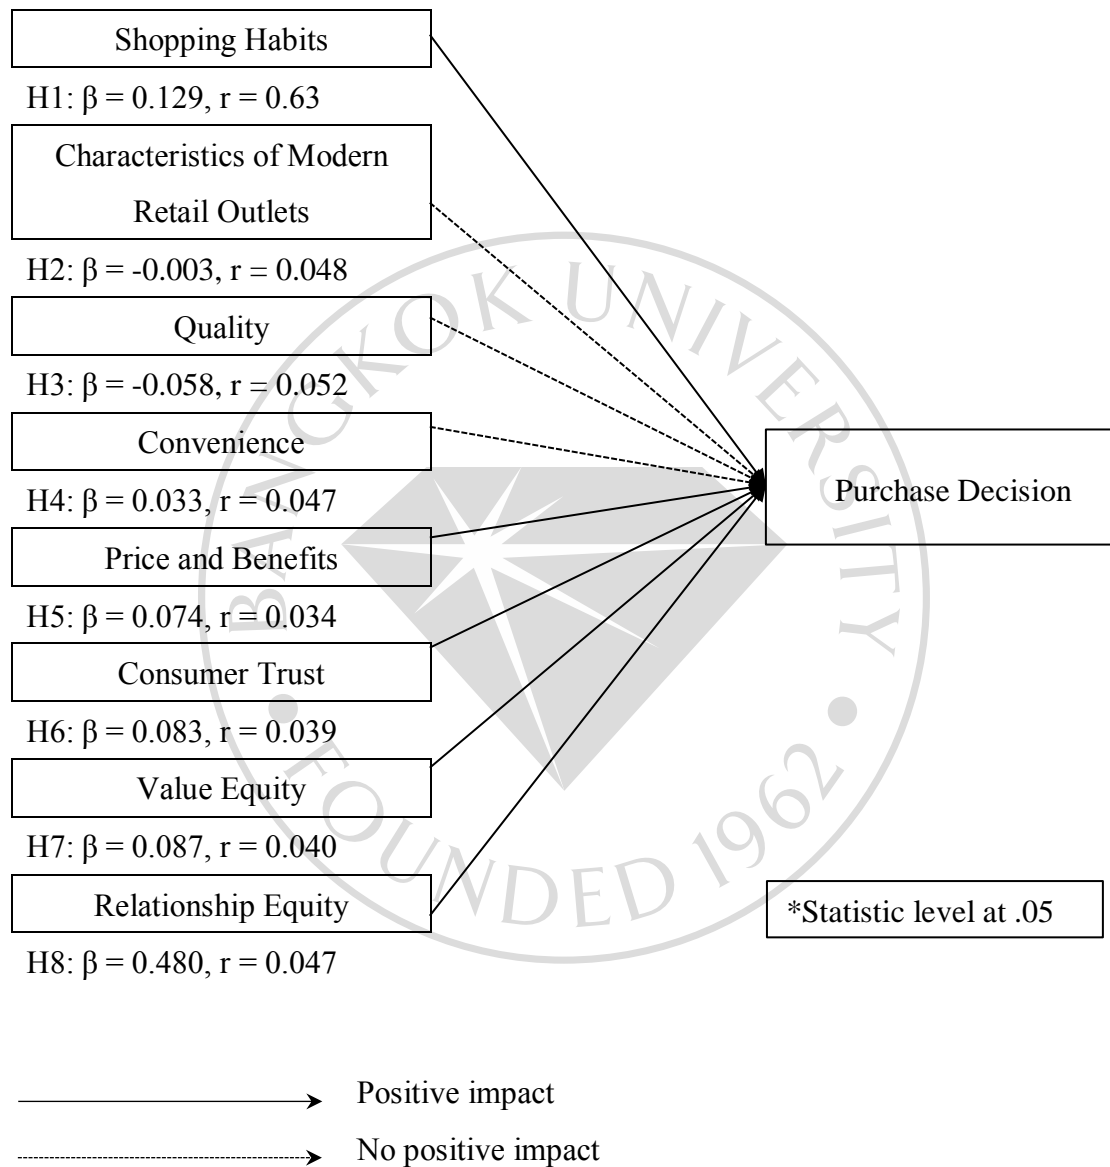 Shopping Habits
H1: β = 0.129, r = 0.63
Characteristics of Modern
Retail Outlets
H2: β = -0.003, r = 0.048
Quality
H3: β = -0.058, r = 0.052
Convenience
H4: β = 0.033, r = 0.047
Price and Benefits
H5: β = 0.074, r = 0.034
Consumer Trust
H6: β = 0.083, r = 0.039
Value Equity
H7: β = 0.087, r = 0.040
Relationship Equity
H8: β = 0.480, r = 0.047
Purchase Decision
*Statistic level at .05
Positive impact
No positive impact
BANGKOK UNIVERSITY
• FOUNDED 1962 •